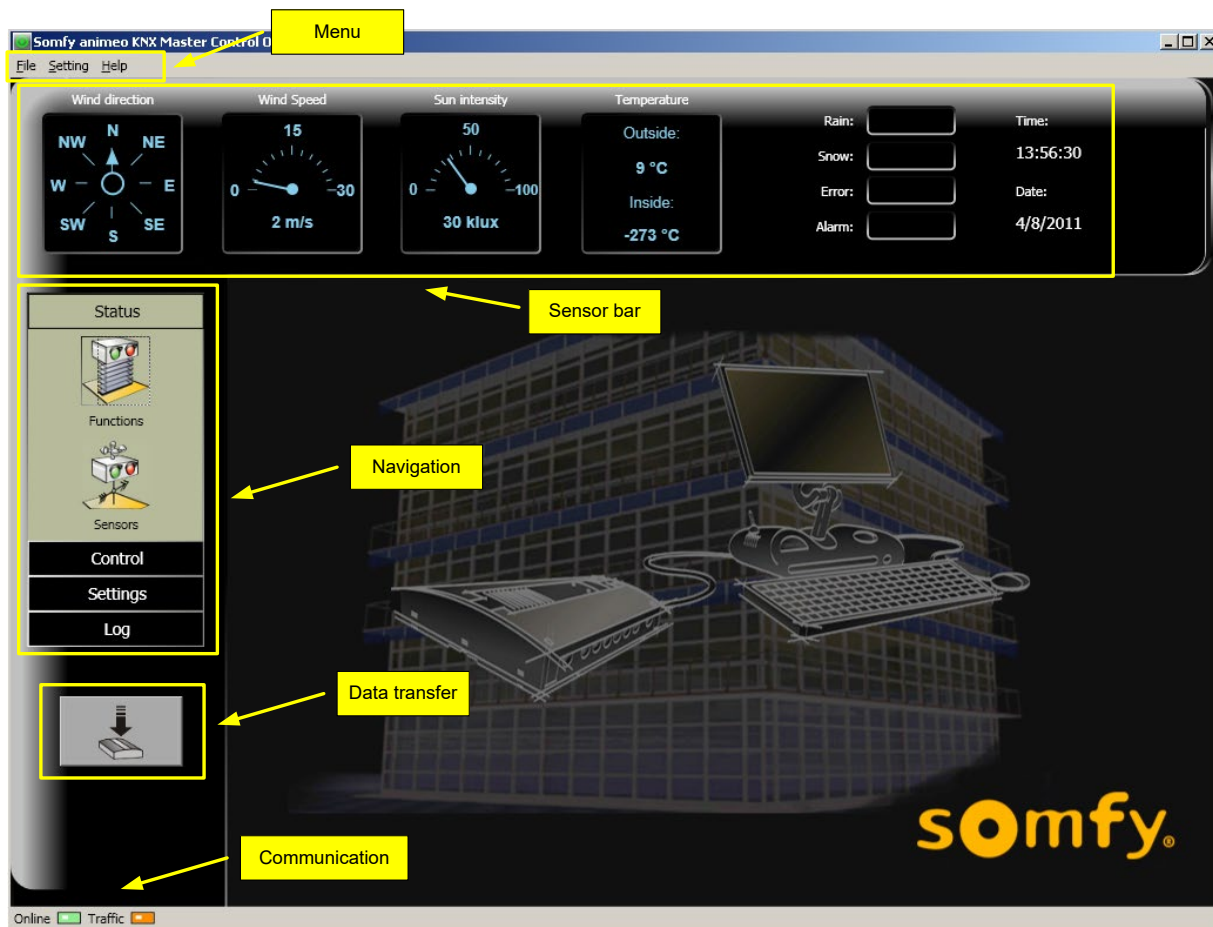 Menu
Somfy animeo KNX Master Control O
File Setting Help
Wind direction
N
NW NE
W E
SW SE
S
Wind Speed
15
0 30
2 m/s
Sun intensity
50
0 100
30 klux
Temperature
Outside:
9 °C
Inside:
-273 °C
Rain:
Snow:
Error:
Alarm:
Time:
13:56:30
Date:
4/8/2011
Sensor bar
Status
Functions
Sensors
Control
Settings
Log
Navigation
Data transfer
somfy®
Communication
Online Traffic